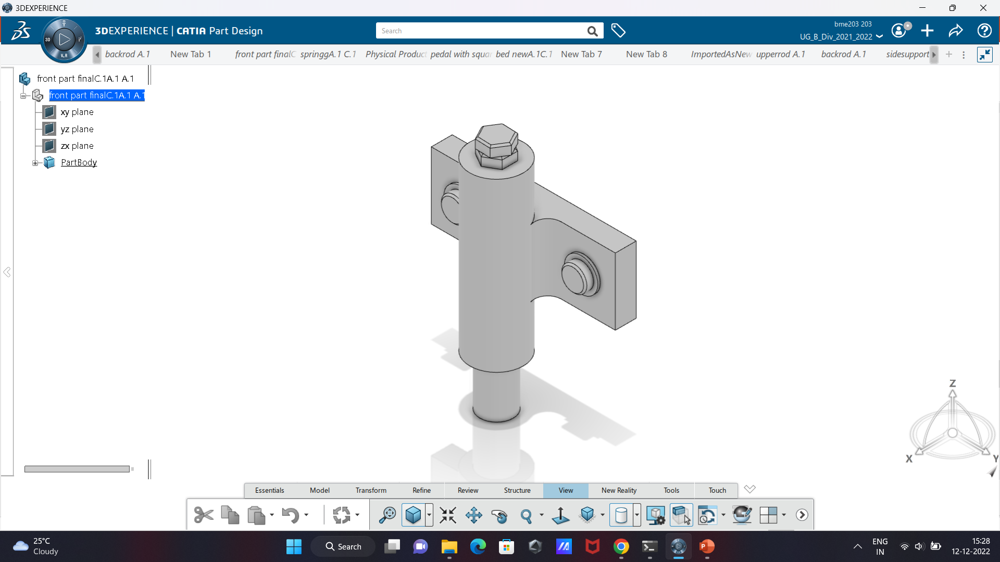 3DEXPERIENCE
3DEXPERIENCE | CATIA Part Design
Search
bme203 203
UG_B_Div_2021_2022
3D
V.R
backrod A.1
New Tab 1
front part finalC
springgA.1 C.1
Physical Produc
pedal with squar
bed newA.1C.1
New Tab 7
New Tab 8
ImportedAsNew
upperrod A.1
backrod A.1
sidesupport
front part finalC.1A.1 A.1
front part finalC.1A.1 A.1
xy plane
yz plane
zx plane
PartBody
Z
X
Y
Essentials
Model
Transform
Refine
Review
Structure
View
New Reality
Tools
Touch
25°C
Cloudy
Search
ENG
IN
15:28
12-12-2022